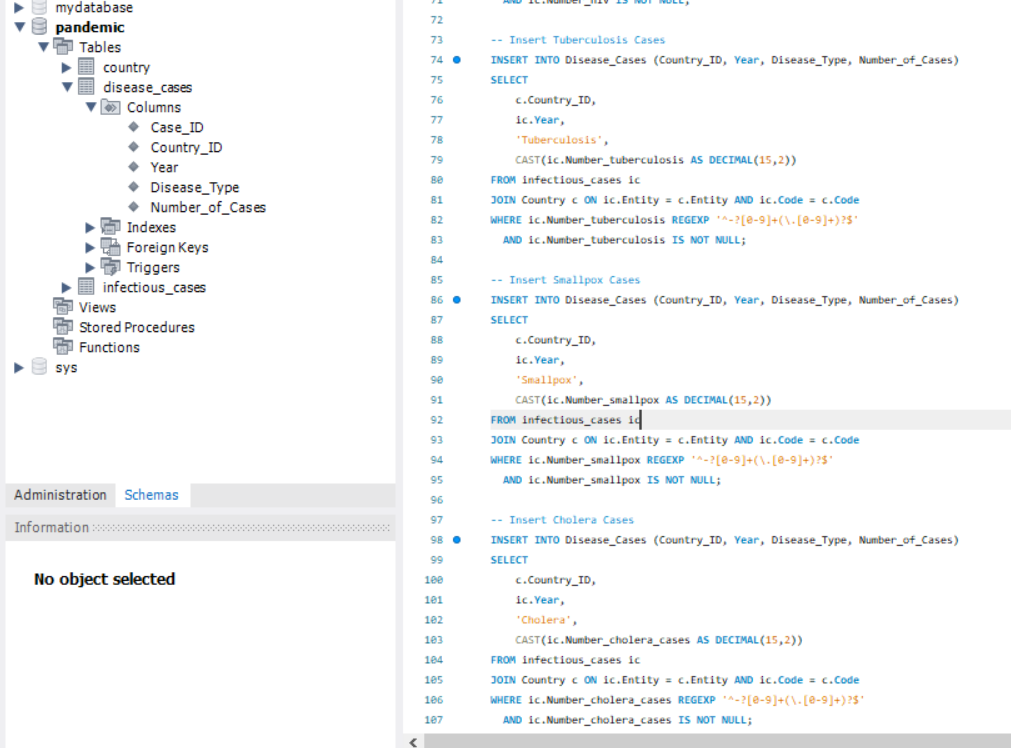 mydatabase
pandemic
Tables
country
disease_cases
Columns
Case_ID
Country_ID
Year
Disease_Type
Number_of_Cases
Indexes
Foreign Keys
Triggers
infectious_cases
Views
Stored Procedures
Functions
sys
Administration Schemas
Information
No object selected
71 AND ic.Number_hiv IS NOT NULL;
72
73 -- Insert Tuberculosis Cases
74 INSERT INTO Disease_Cases (Country_ID, Year, Disease_Type, Number_of_Cases)
75 SELECT
76 c.Country_ID,
77 ic.Year,
78 'Tuberculosis',
79 CAST(ic.Number_tuberculosis AS DECIMAL(15,2))
80 FROM infectious_cases ic
81 JOIN Country c ON ic.Entity = c.Entity AND ic.Code = c.Code
82 WHERE ic.Number_tuberculosis REGEXP '^-?[0-9]+(\.[0-9]+)?$'
83 AND ic.Number_tuberculosis IS NOT NULL;
84
85 -- Insert Smallpox Cases
86 INSERT INTO Disease_Cases (Country_ID, Year, Disease_Type, Number_of_Cases)
87 SELECT
88 c.Country_ID,
89 ic.Year,
90 'Smallpox',
91 CAST(ic.Number_smallpox AS DECIMAL(15,2))
92 FROM infectious_cases ic
93 JOIN Country c ON ic.Entity = c.Entity AND ic.Code = c.Code
94 WHERE ic.Number_smallpox REGEXP '^-?[0-9]+(\.[0-9]+)?$'
95 AND ic.Number_smallpox IS NOT NULL;
96
97 -- Insert Cholera Cases
98 INSERT INTO Disease_Cases (Country_ID, Year, Disease_Type, Number_of_Cases)
99 SELECT
100 c.Country_ID,
101 ic.Year,
102 'Cholera',
103 CAST(ic.Number_cholera_cases AS DECIMAL(15,2))
104 FROM infectious_cases ic
105 JOIN Country c ON ic.Entity = c.Entity AND ic.Code = c.Code
106 WHERE ic.Number_cholera_cases REGEXP '^-?[0-9]+(\.[0-9]+)?$'
107 AND ic.Number_cholera_cases IS NOT NULL;